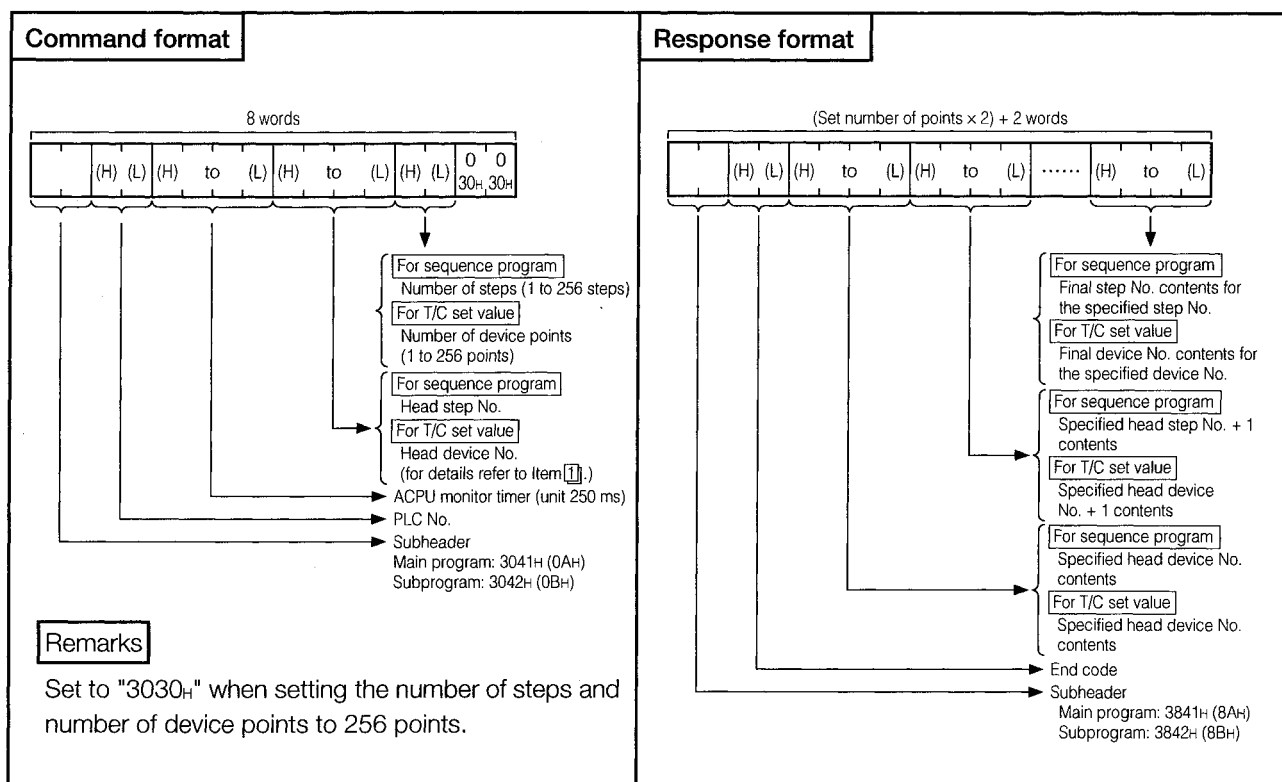 Command format
8 words
(H) (L) (H) to (L) (H) to (L) (H) (L) 0 0
30H 30H
For sequence program
Number of steps (1 to 256 steps)
For T/C set value
Number of device points
(1 to 256 points)
For sequence program
Head step No.
For T/C set value
Head device No.
(for details refer to Item 1.)
ACPU monitor timer (unit 250 ms)
PLC No.
Subheader
Main program: 3041H (0AH)
Subprogram: 3042H (0BH)
Remarks
Set to "3030H" when setting the number of steps and
number of device points to 256 points.
Response format
(Set number of points × 2) + 2 words
(H) (L) (H) to (L) (H) to (L) ...... (H) to (L)
For sequence program
Final step No. contents for
the specified step No.
For T/C set value
Final device No. contents for
the specified device No.
For sequence program
Specified head step No. + 1
contents
For T/C set value
Specified head device
No. + 1 contents
For sequence program
Specified head device No.
contents
For T/C set value
Specified head device No.
contents
End code
Subheader
Main program: 3841H (8AH)
Subprogram: 3842H (8BH)